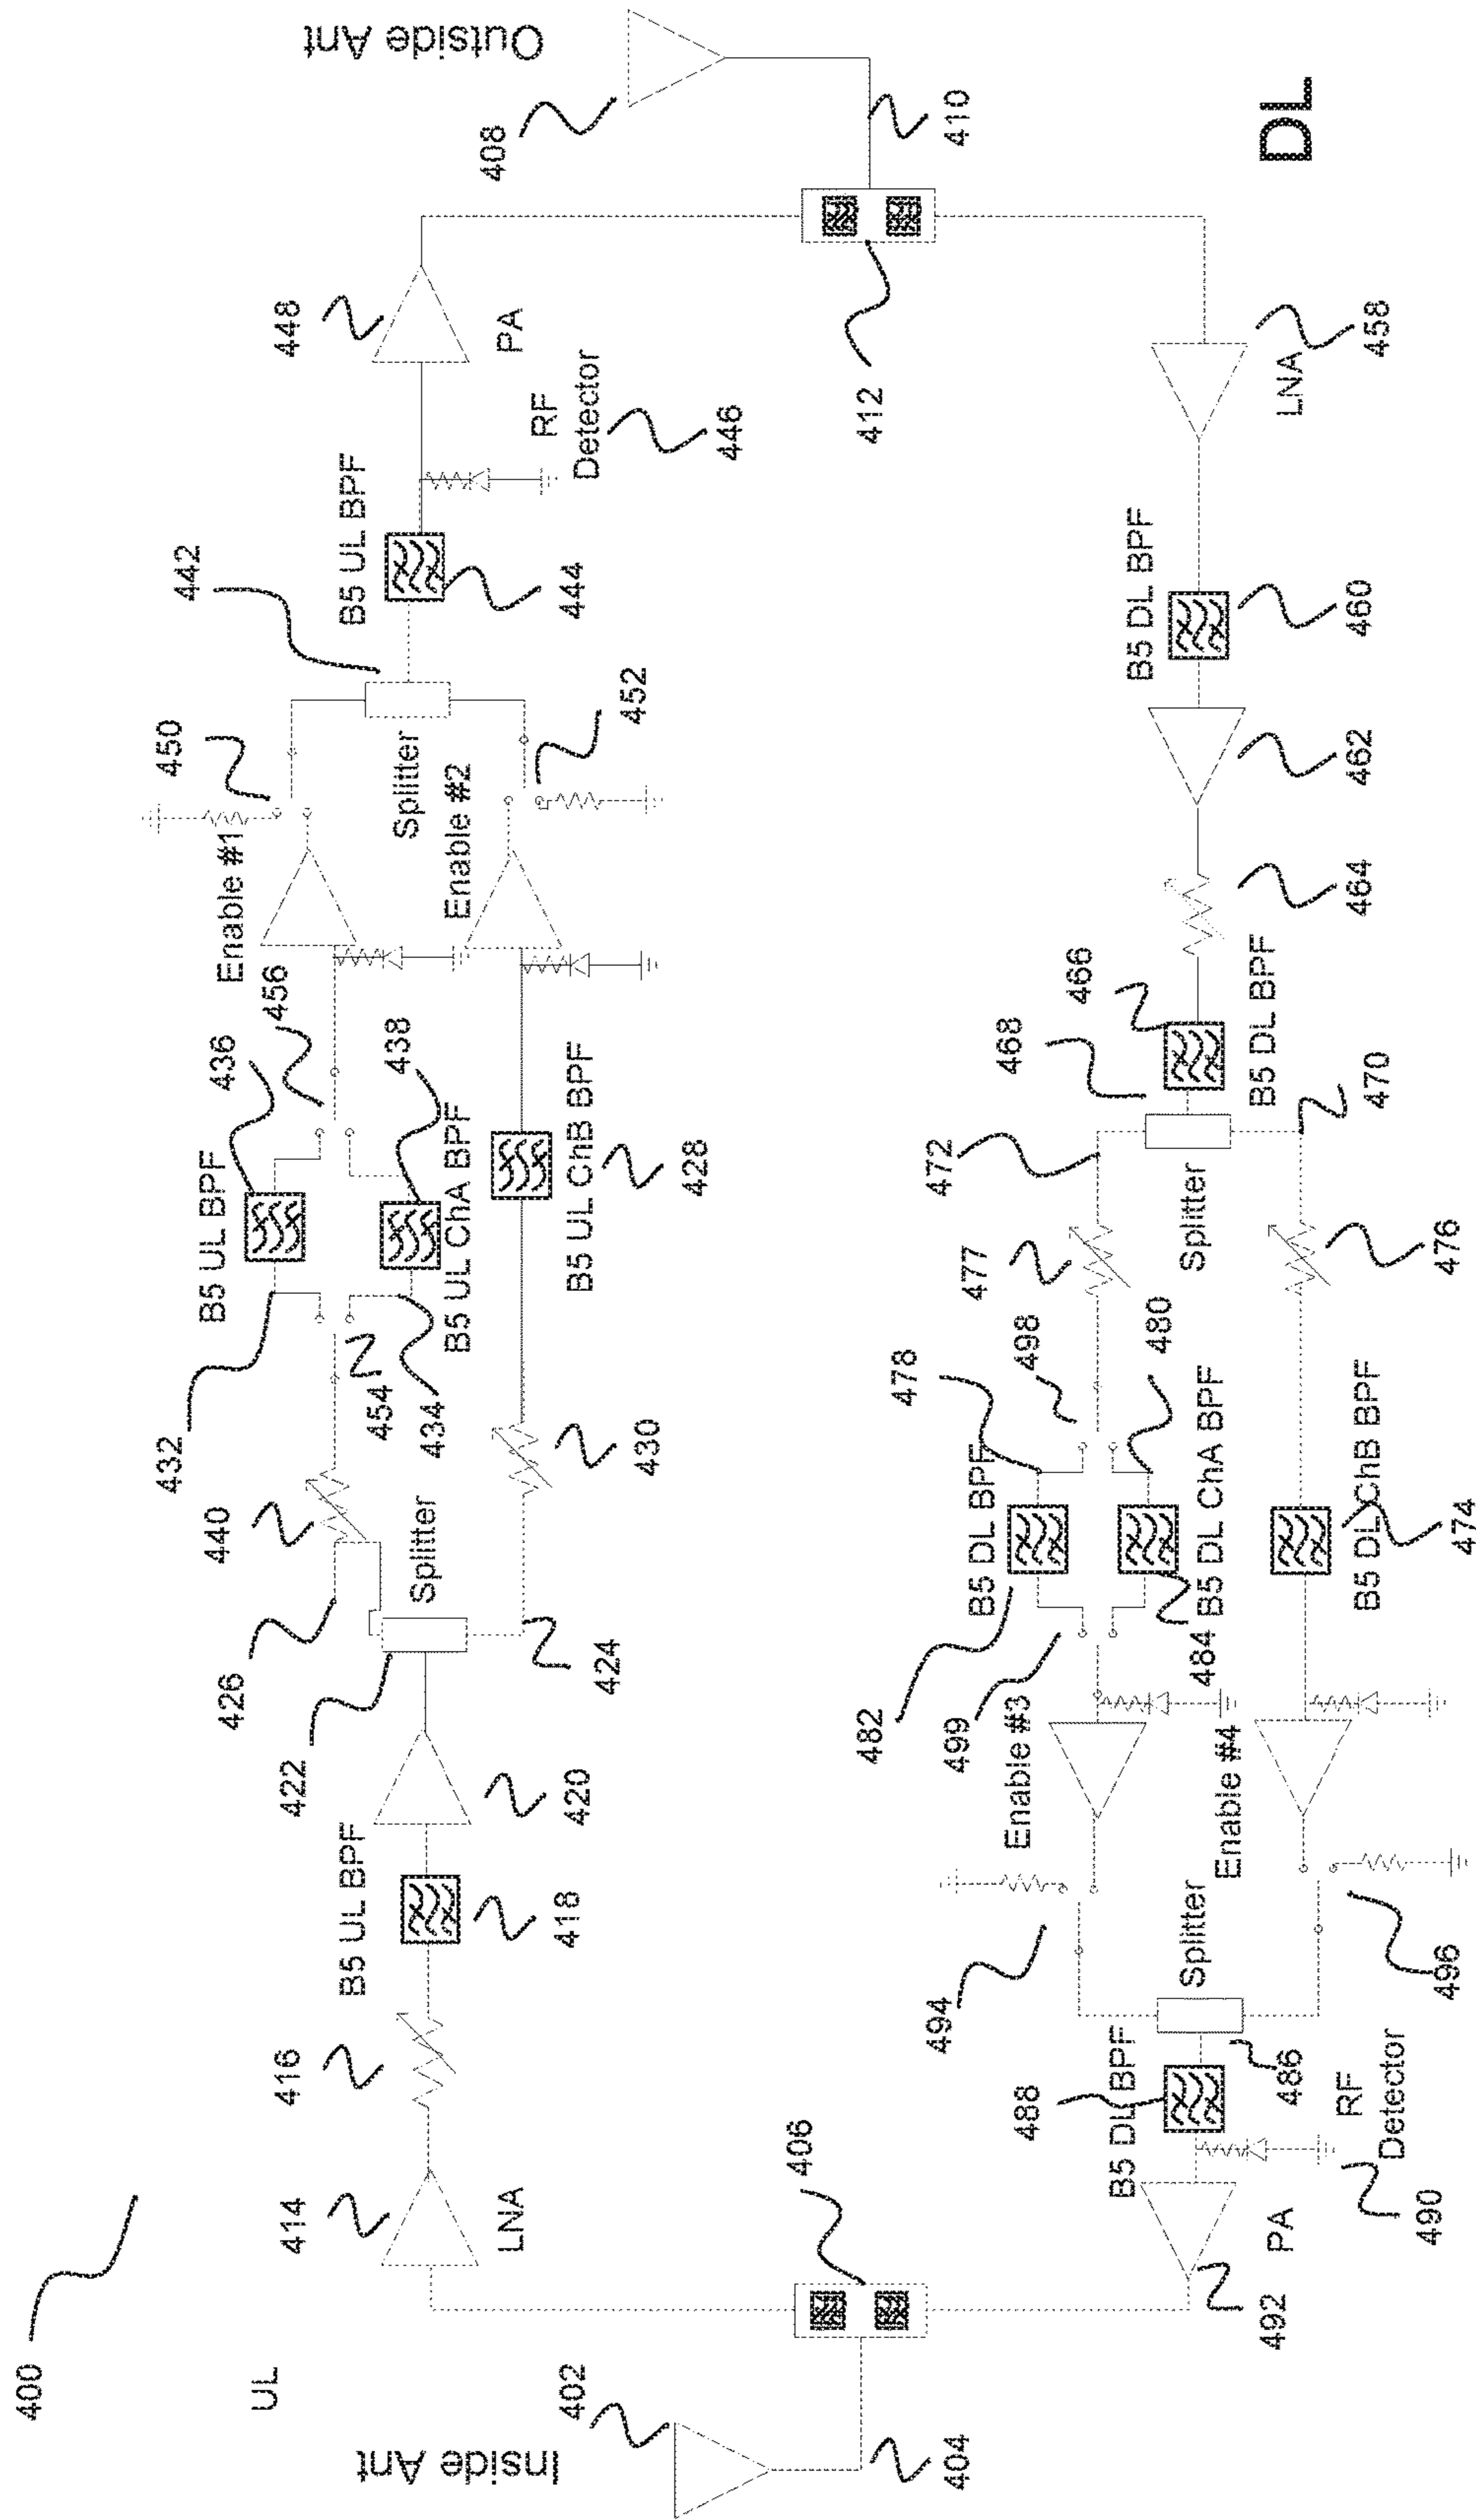 400
UL
Inside Ant
402
404
406
414
LNA
416
B5 UL BPF
418
420
422
Splitter
424
426
440
430
432
454
434
B5 UL BPF
436
B5 UL ChA BPF
438
456
B5 UL ChB BPF
428
Enable #1
450
Enable #2
452
Splitter
442
B5 UL BPF
444
RF
Detector
446
448
PA
Outside Ant
408
410
412
DL
458
LNA
B5 DL BPF
460
462
464
466
B5 DL BPF
468
470
472
Splitter
477
476
498
478
480
B5 DL BPF
482
B5 DL ChA BPF
484
B5 DL ChB BPF
474
499
Enable #3
Enable #4
494
496
Splitter
486
B5 DL BPF
488
RF
Detector
490
PA
492